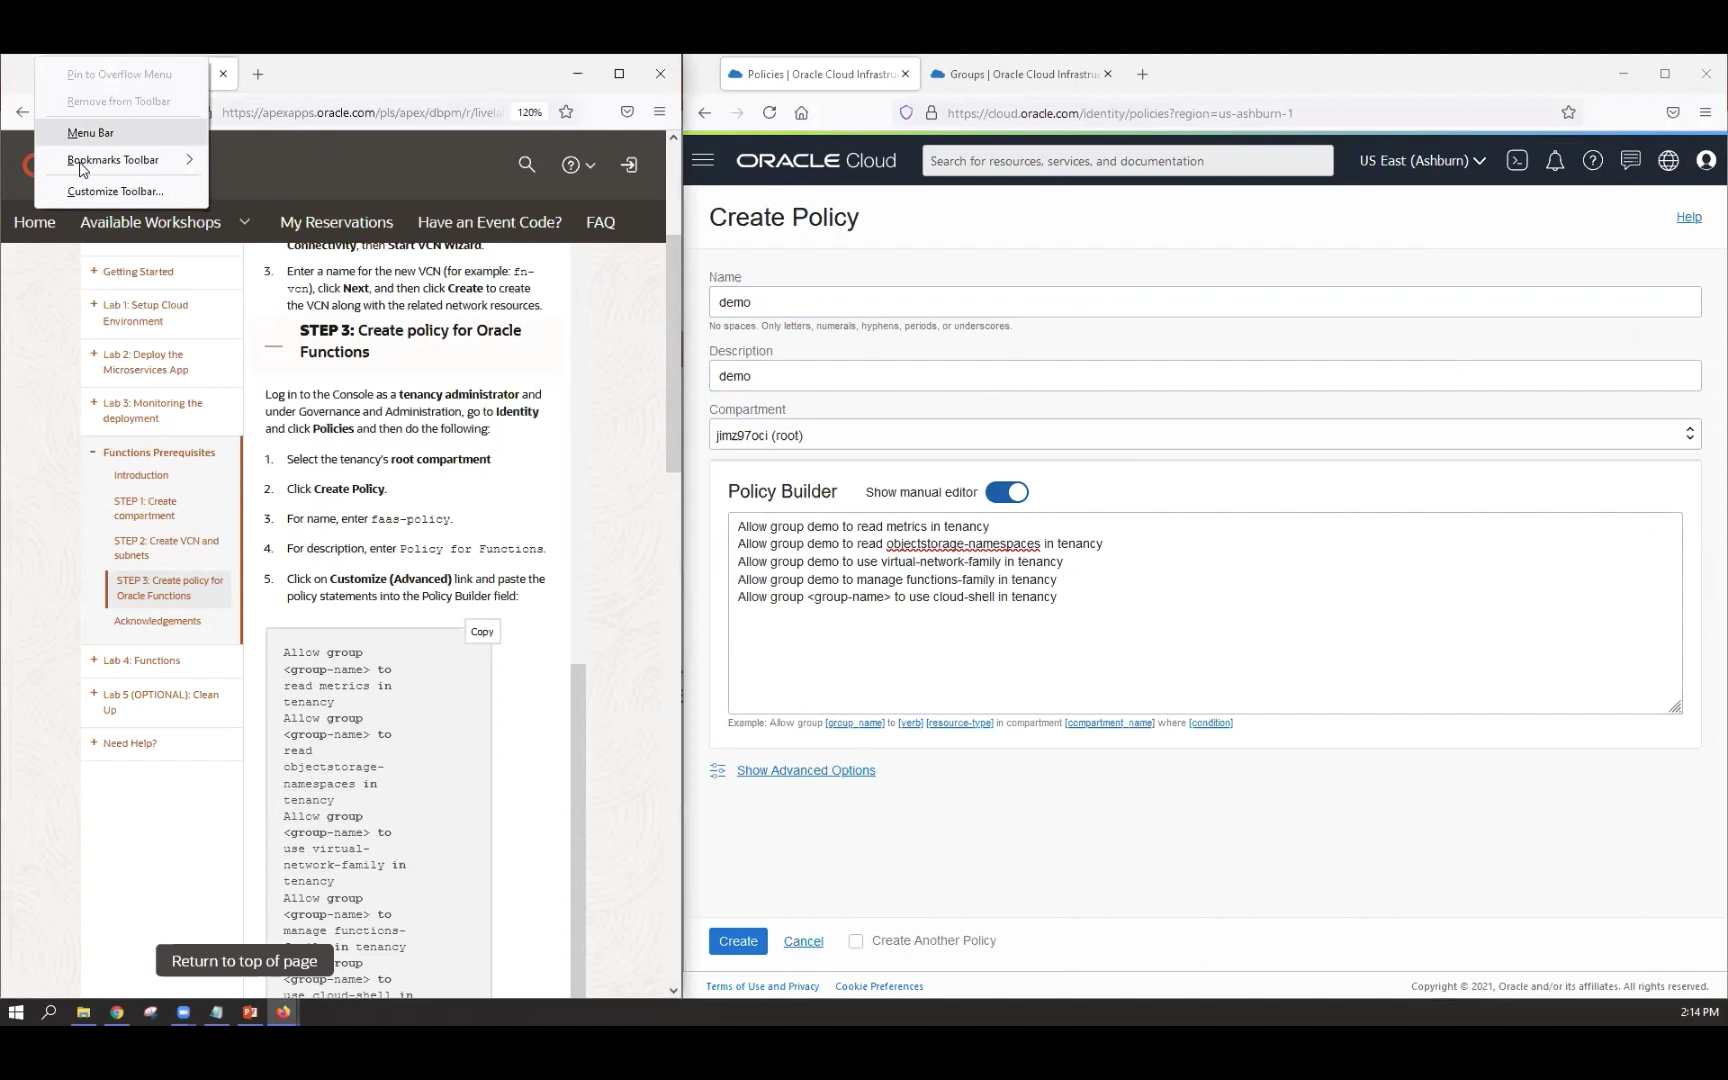 Pin to Overflow Menu
Remove from Toolbar
Menu Bar
Bookmarks Toolbar
Customize Toolbar...
https://apexapps.oracle.com/pls/apex/dbpm/r/livela
120%
Home
Available Workshops
My Reservations
Have an Event Code?
FAQ
Getting Started
Lab 1: Setup Cloud
Environment
Lab 2: Deploy the
Microservices App
Lab 3: Monitoring the
deployment
Functions Prerequisites
Introduction
STEP 1: Create
compartment
STEP 2: Create VCN and
subnets
STEP 3: Create policy for
Oracle Functions
Acknowledgements
Lab 4: Functions
Lab 5 (OPTIONAL): Clean
Up
Need Help?
Connectivity, then Start VCN Wizard.
3. Enter a name for the new VCN (for example: fn-
vcn), click Next, and then click Create to create
the VCN along with the related network resources.
STEP 3: Create policy for Oracle
Functions
Log in to the Console as a tenancy administrator and
under Governance and Administration, go to Identity
and click Policies and then do the following:
1. Select the tenancy's root compartment
2. Click Create Policy.
3. For name, enter faas-policy.
4. For description, enter Policy for Functions.
5. Click on Customize (Advanced) link and paste the
policy statements into the Policy Builder field:
Copy
Allow group
<group-name> to
read metrics in
tenancy
Allow group
<group-name> to
read
objectstorage-
namespaces in
tenancy
Allow group
<group-name> to
use virtual-
network-family in
tenancy
Allow group
<group-name> to
manage functions-
in tenancy
group
<group-name> to
use cloud-shell in
Return to top of page
Policies | Oracle Cloud Infrastru
Groups | Oracle Cloud Infrastruc
https://cloud.oracle.com/identity/policies?region=us-ashburn-1
ORACLE Cloud
Search for resources, services, and documentation
US East (Ashburn)
Create Policy
Help
Name
demo
No spaces. Only letters, numerals, hyphens, periods, or underscores.
Description
demo
Compartment
jimz97oci (root)
Policy Builder
Show manual editor
Allow group demo to read metrics in tenancy
Allow group demo to read objectstorage-namespaces in tenancy
Allow group demo to use virtual-network-family in tenancy
Allow group demo to manage functions-family in tenancy
Allow group <group-name> to use cloud-shell in tenancy
Example: Allow group [group_name] to [verb] [resource-type] in compartment [compartment_name] where [condition]
Show Advanced Options
Create
Cancel
Create Another Policy
Terms of Use and Privacy
Cookie Preferences
Copyright © 2021, Oracle and/or its affiliates. All rights reserved.
2:14 PM